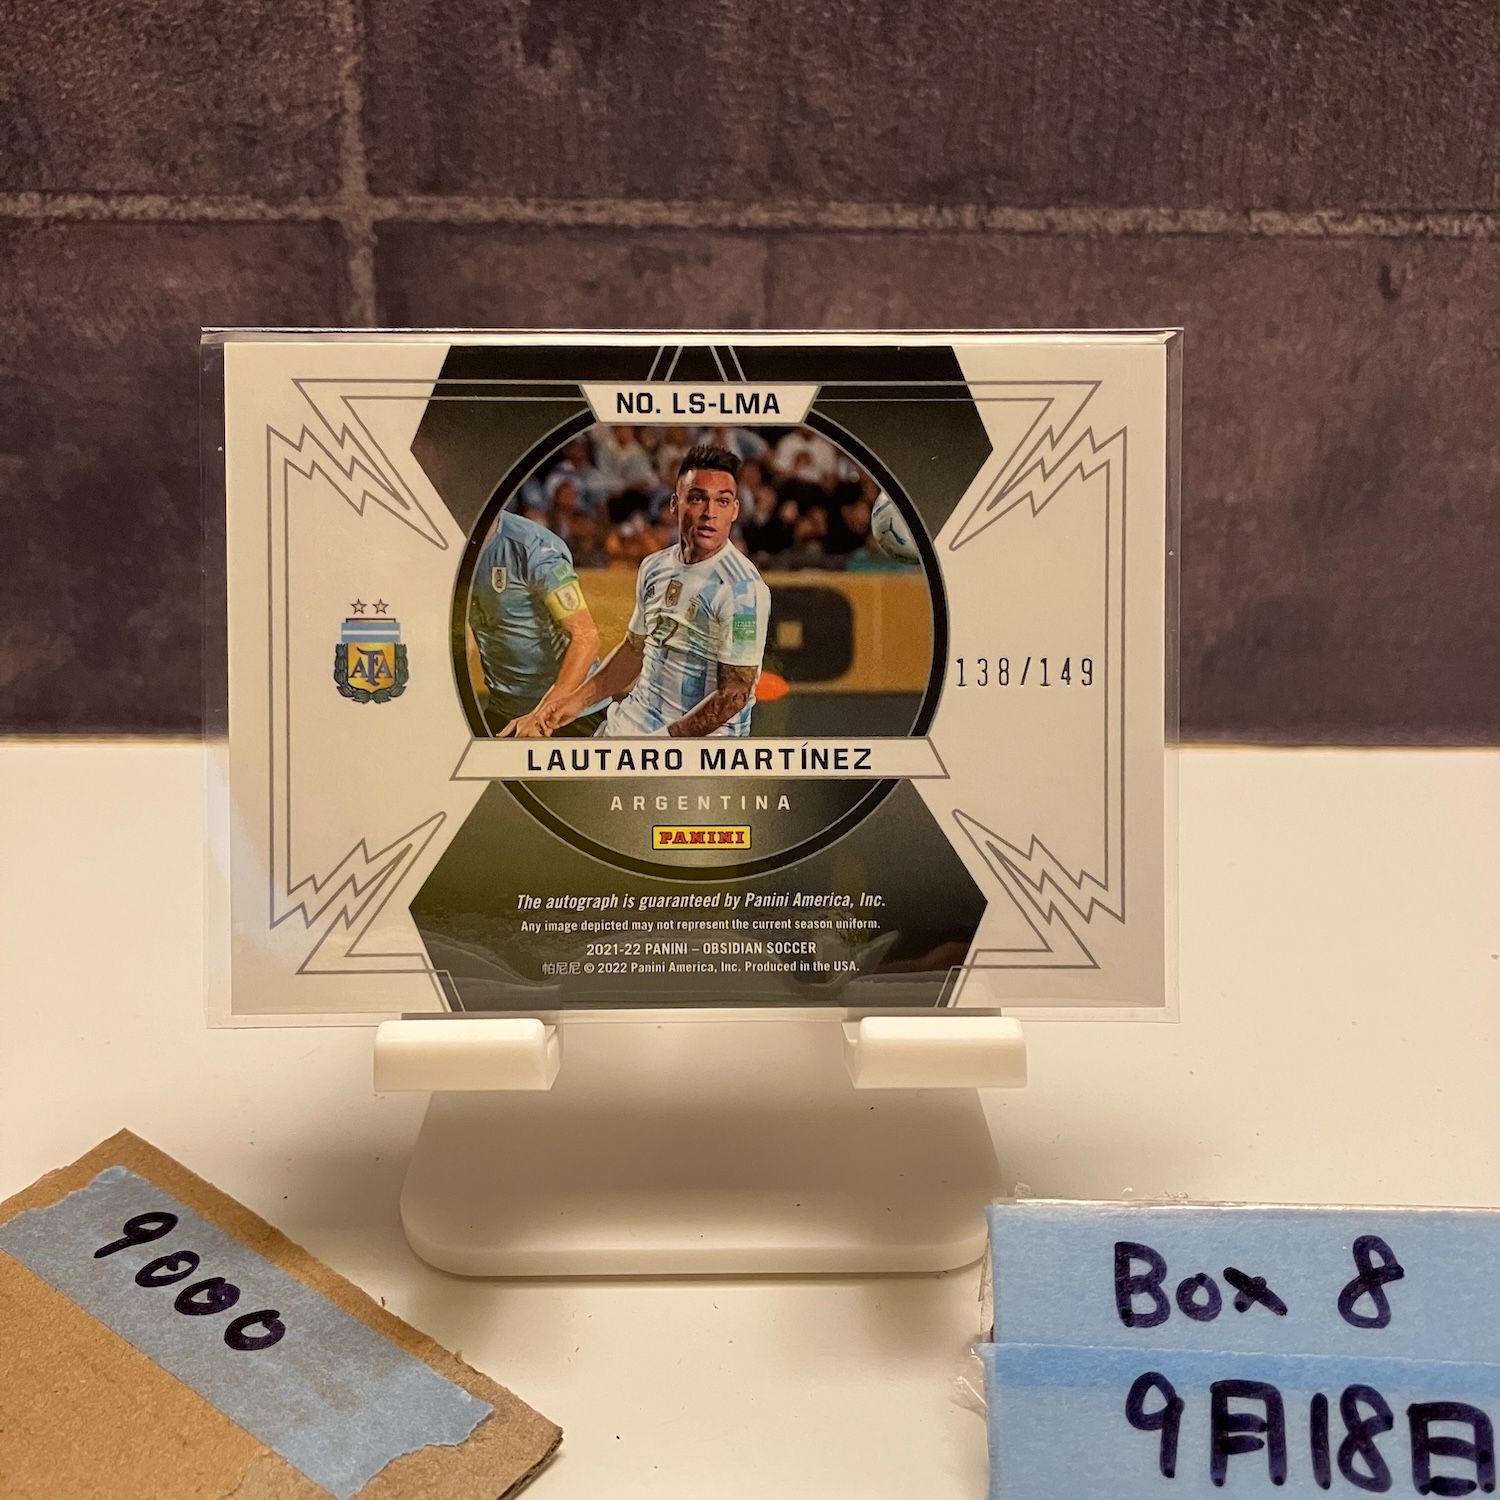 NO. LS-LMA
AFA
138/149
LAUTARO MARTÍNEZ
ARGENTINA
PANINI
The autograph is guaranteed by Panini America, Inc.
Any image depicted may not represent the current season uniform.
2021-22 PANINI – OBSIDIAN SOCCER
帕尼尼 © 2022 Panini America, Inc. Produced in the USA.
9000
Box 8
9月18日